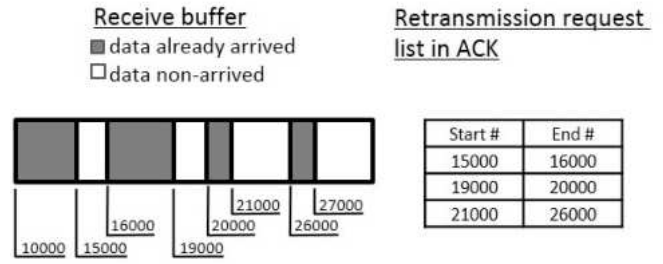 Receive buffer
data already arrived
data non-arrived
Retransmission request
list in ACK
Start # End #
15000 16000
19000 20000
21000 26000
21000 27000
16000 20000 26000
10000 15000 19000